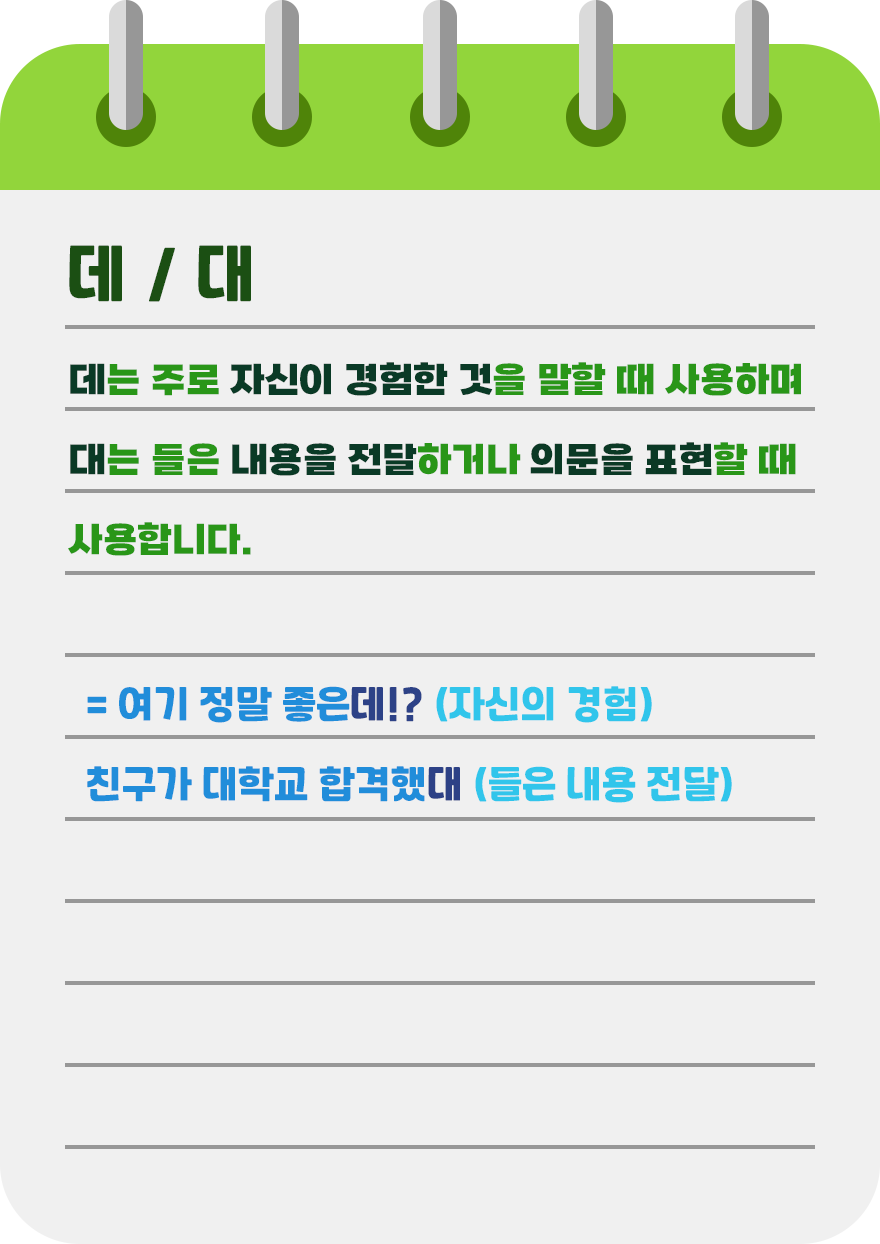 데 / 대
데는 주로 자신이 경험한 것을 말할 때 사용하며
대는 들은 내용을 전달하거나 의문을 표현할 때
사용합니다.
= 여기 정말 좋은데!? (자신의 경험)
친구가 대학교 합격했대 (들은 내용 전달)